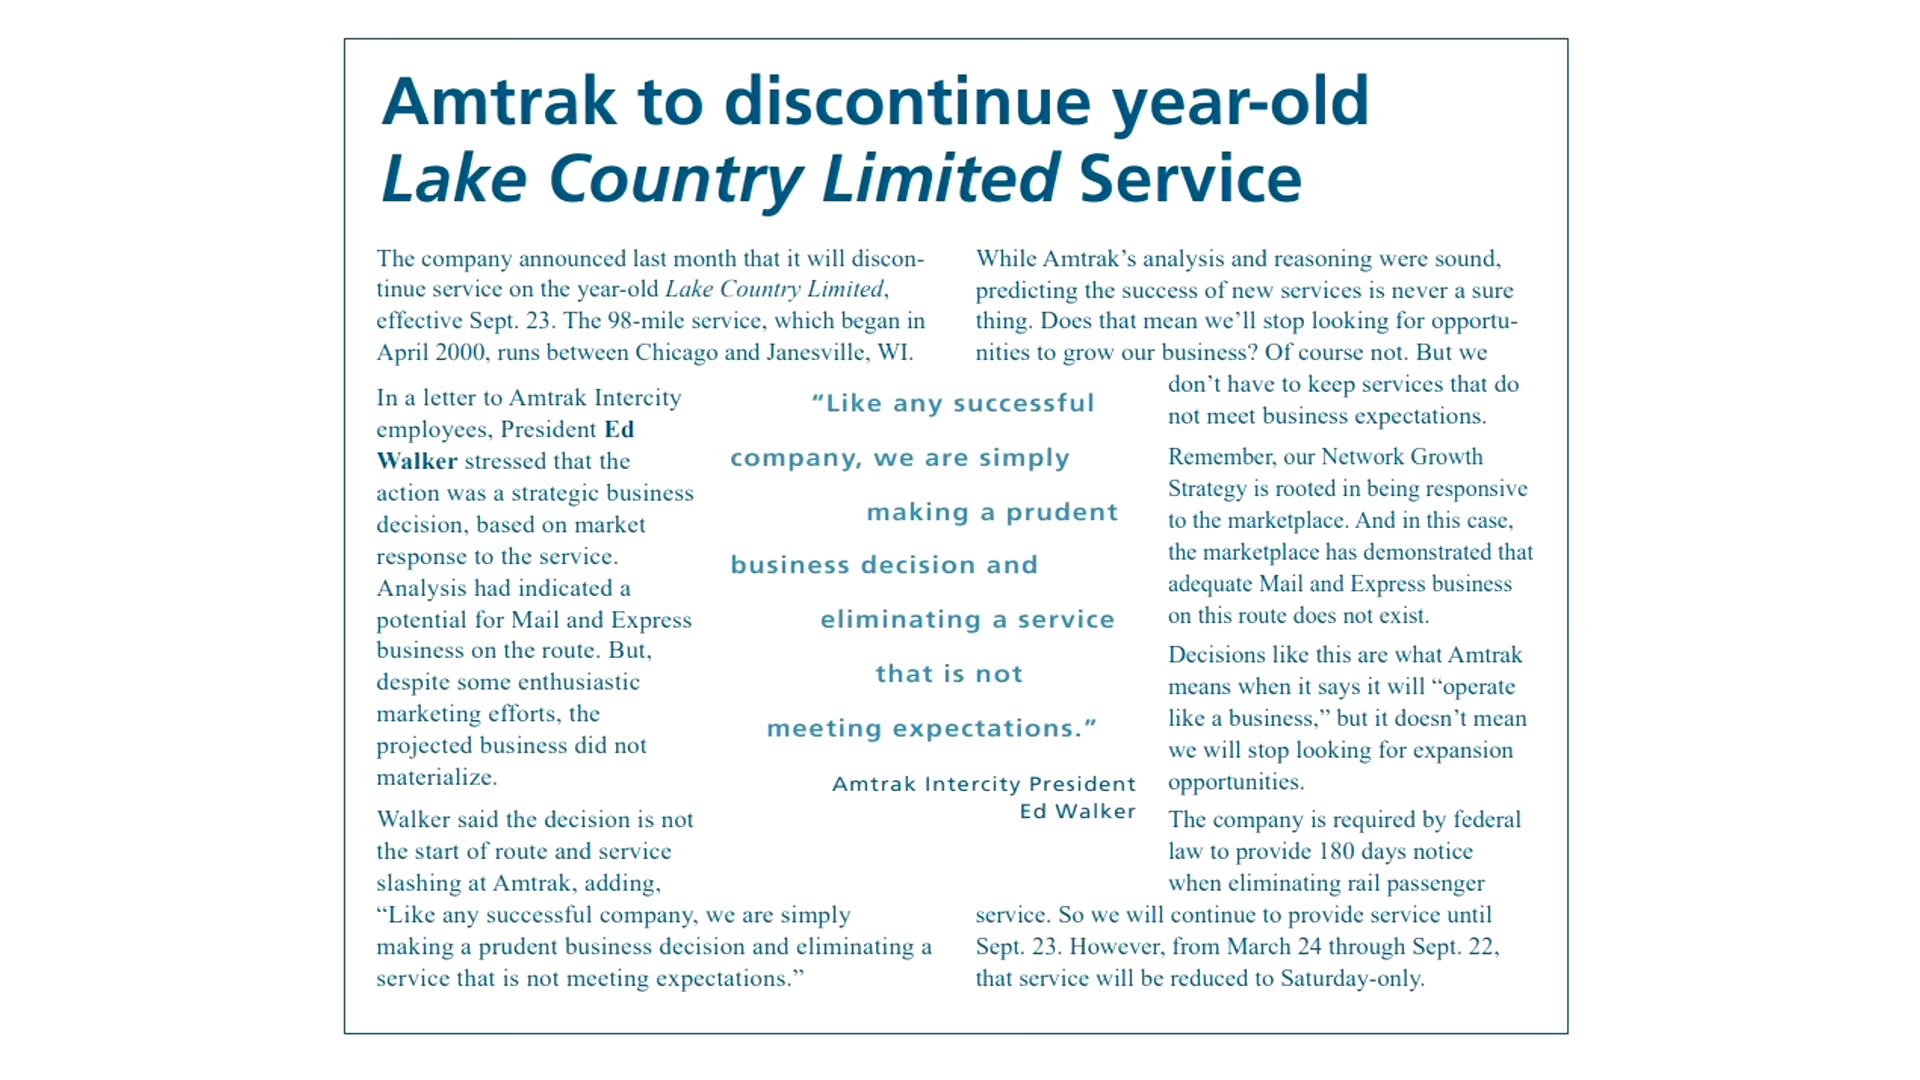 Amtrak to discontinue year-old
Lake Country Limited Service
The company announced last month that it will discon-
tinue service on the year-old Lake Country Limited,
effective Sept. 23. The 98-mile service, which began in
April 2000, runs between Chicago and Janesville, WI.
In a letter to Amtrak Intercity
employees, President Ed
Walker stressed that the
action was a strategic business
decision, based on market
response to the service.
Analysis had indicated a
potential for Mail and Express
business on the route. But,
despite some enthusiastic
marketing efforts, the
projected business did not
materialize.
Walker said the decision is not
the start of route and service
slashing at Amtrak, adding,
“Like any successful company, we are simply
making a prudent business decision and eliminating a
service that is not meeting expectations.”
“Like any successful
company, we are simply
making a prudent
business decision and
eliminating a service
that is not
meeting expectations.”
Amtrak Intercity President
Ed Walker
While Amtrak’s analysis and reasoning were sound,
predicting the success of new services is never a sure
thing. Does that mean we’ll stop looking for opportu-
nities to grow our business? Of course not. But we
don’t have to keep services that do
not meet business expectations.
Remember, our Network Growth
Strategy is rooted in being responsive
to the marketplace. And in this case,
the marketplace has demonstrated that
adequate Mail and Express business
on this route does not exist.
Decisions like this are what Amtrak
means when it says it will “operate
like a business,” but it doesn’t mean
we will stop looking for expansion
opportunities.
The company is required by federal
law to provide 180 days notice
when eliminating rail passenger
service. So we will continue to provide service until
Sept. 23. However, from March 24 through Sept. 22,
that service will be reduced to Saturday-only.